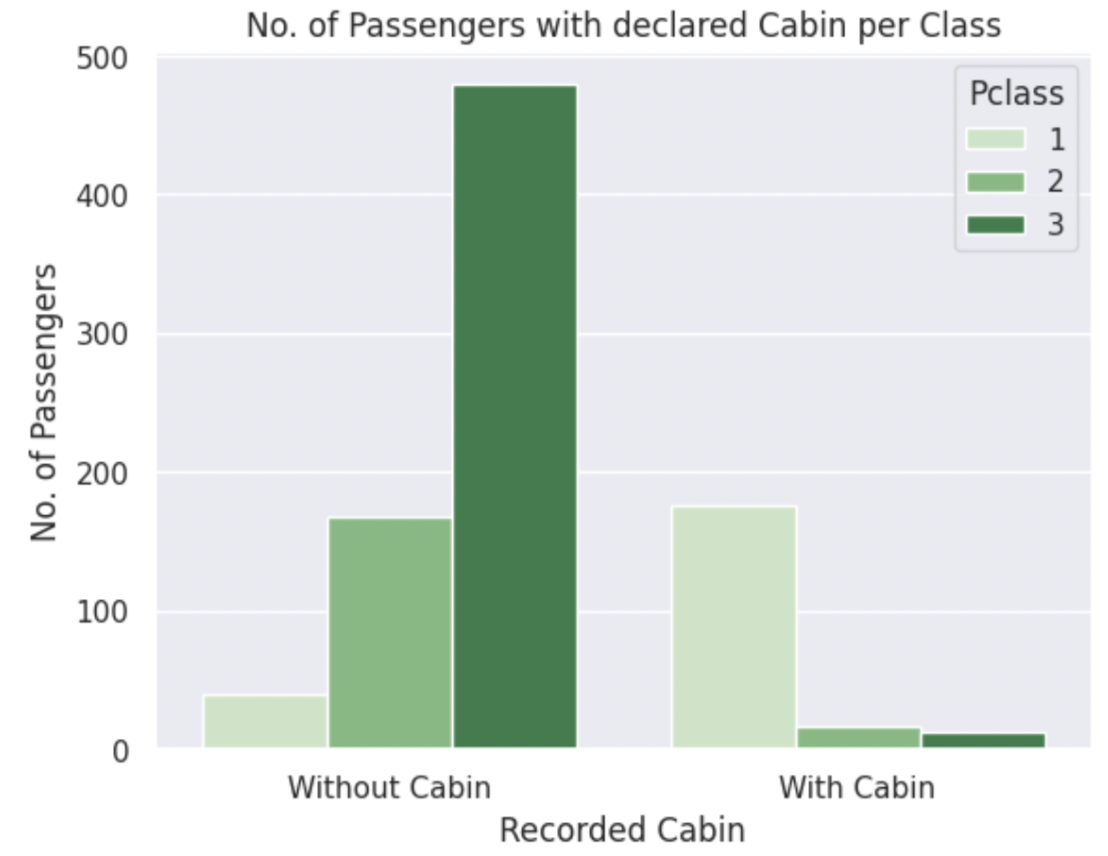 No. of Passengers with declared Cabin per Class
500
400
300
200
100
0
No. of Passengers
Pclass
1
2
3
Without Cabin
With Cabin
Recorded Cabin